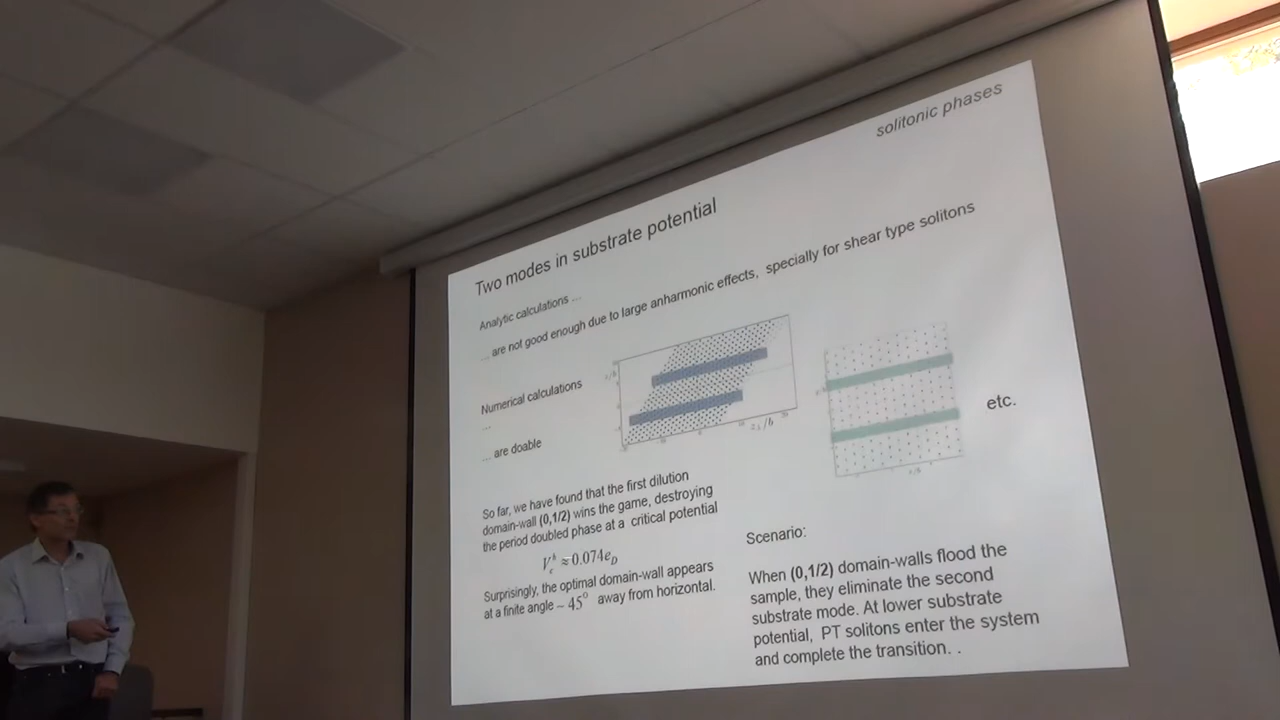 solitonic phases
Two modes in substrate potential
Analytic calculations ...
... are not good enough due to large anharmonic effects, specially for shear type solitons
Numerical calculations
...
... are doable
etc.
So far, we have found that the first dilution
domain-wall (0,1/2) wins the game, destroying
the period doubled phase at a critical potential
Surprisingly, the optimal domain-wall appears
at a finite angle ~ 45° away from horizontal.
Scenario:
When (0,1/2) domain-walls flood the
sample, they eliminate the second
substrate mode. At lower substrate
potential, PT solitons enter the system
and complete the transition. .